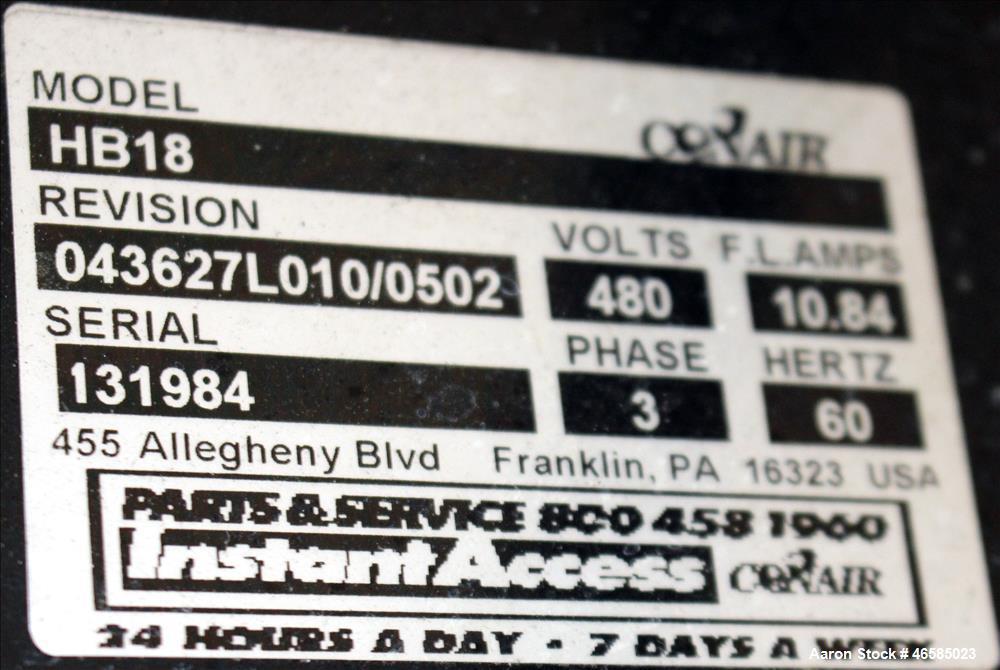 MODEL
CONAIR
HB18
REVISION
VOLTS F.L.AMPS
043627L010/0502 480 10.84
SERIAL
PHASE HERTZ
131984 3 60
455 Allegheny Blvd Franklin, PA 16323 USA
PARTS & SERVICE 800 458 1960
Instant Access CONAIR
24 HOURS A DAY - 7 DAYS A WEEK
Aaron Stock # 46585023